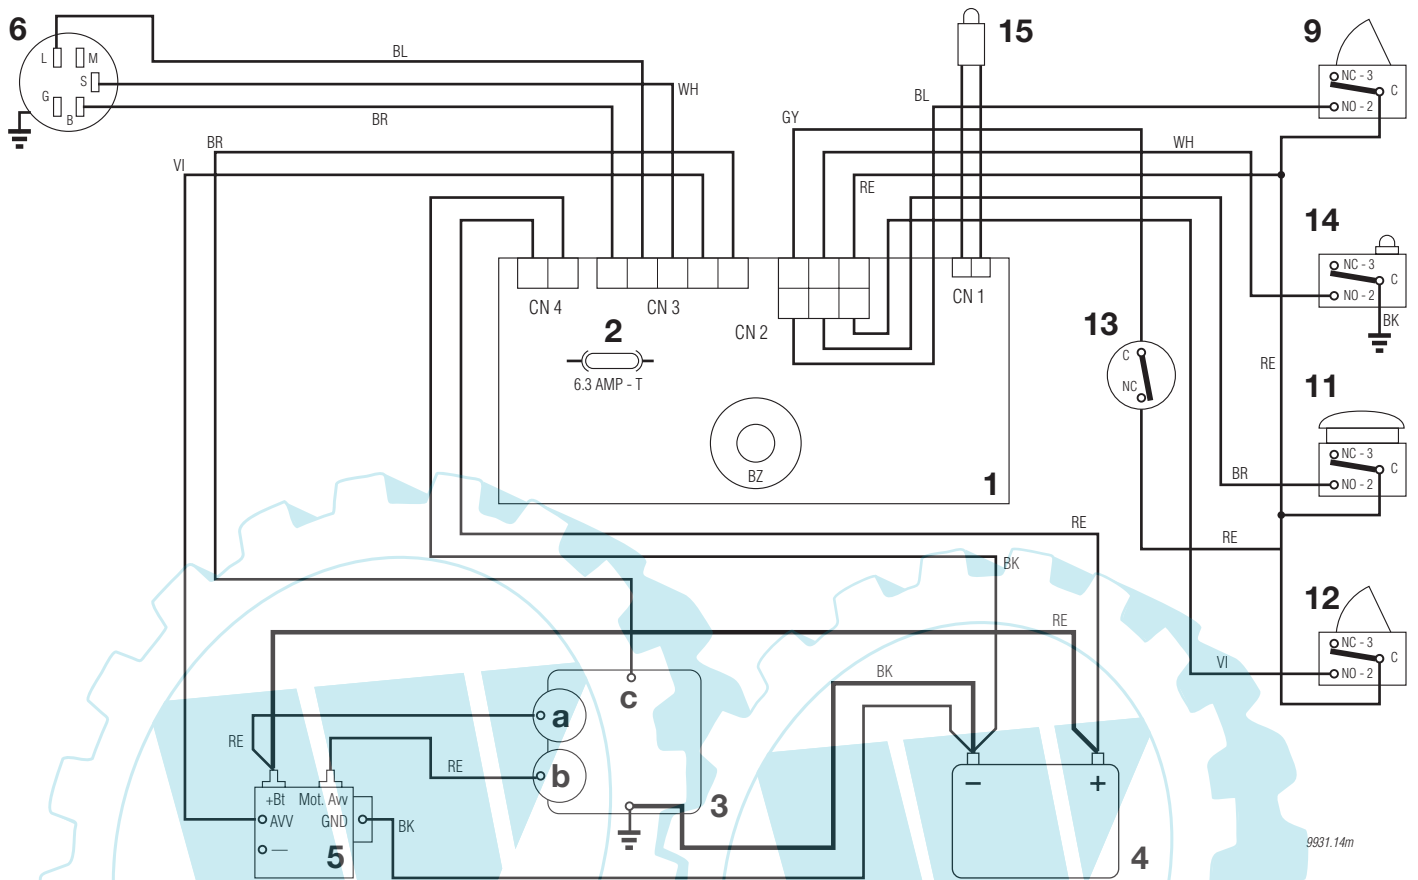 6
15
9
L
M
BL
NC - 3
S
C
WH
G
BL
NO - 2
B
BR
GY
BR
WH
VI
RE
14
NC - 3
C
CN 1
NO - 2
CN 4
CN 3
BK
CN 2
13
2
C
RE
6.3 AMP - T
NC
11
NC - 3
C
BZ
BR
NO - 2
1
RE
RE
BK
12
RE
NC - 3
C
VI
NO - 2
BK
c
a
RE
RE
b
− +
+Bt Mot. Avv
3
AVV GND
BK
—
5
4
9931.14m